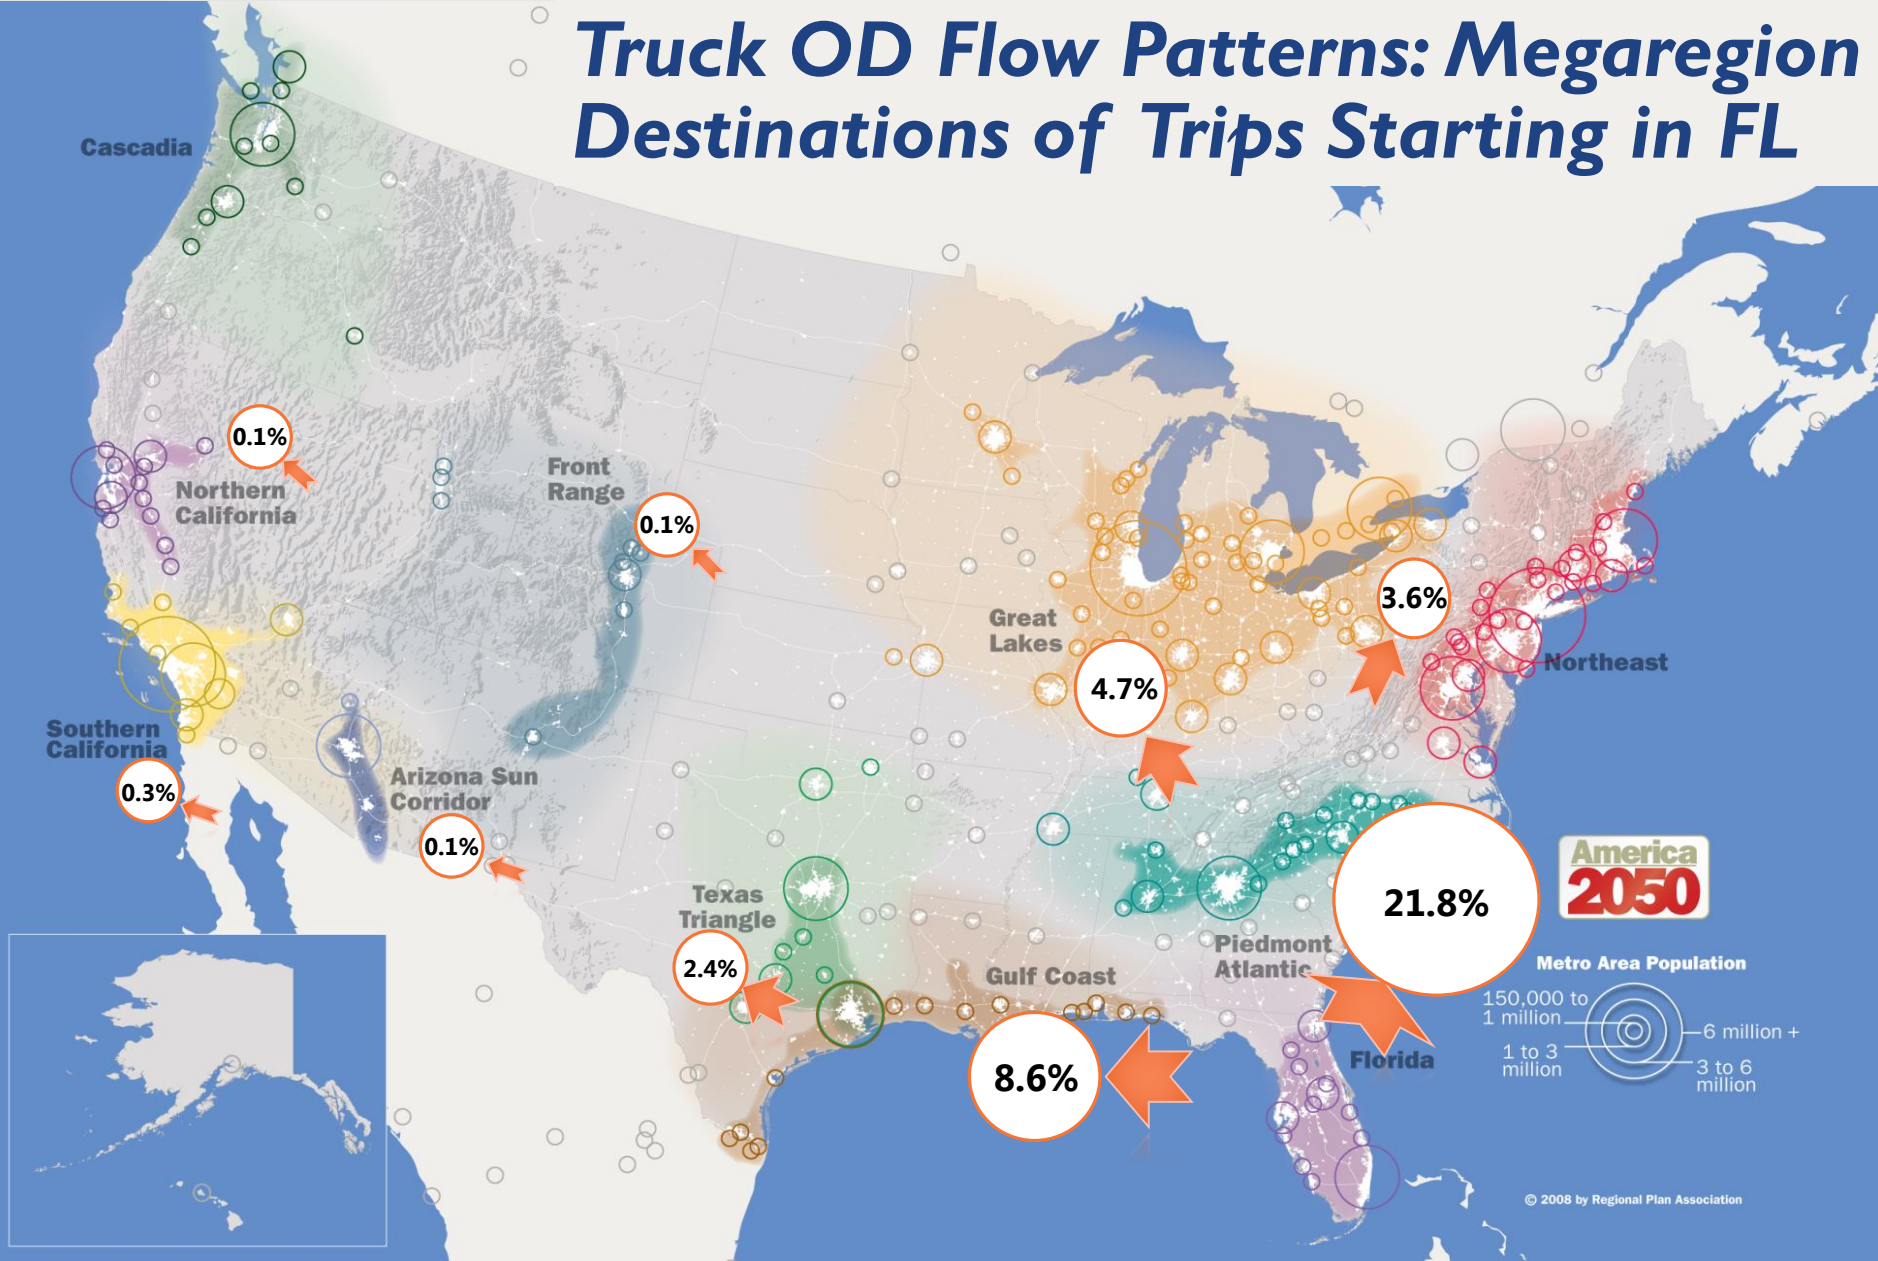 Truck OD Flow Patterns: Megaregion
Destinations of Trips Starting in FL
Cascadia
0.1%
Northern
California
Front
Range
0.1%
Great
Lakes
3.6%
4.7%
Northeast
Southern
California
0.3%
Arizona Sun
Corridor
0.1%
Texas
Triangle
2.4%
Gulf Coast
8.6%
Piedmont
Atlantic
21.8%
Florida
America
2050
Metro Area Population
150,000 to
1 million
1 to 3
million
6 million +
3 to 6
million
© 2008 by Regional Plan Association